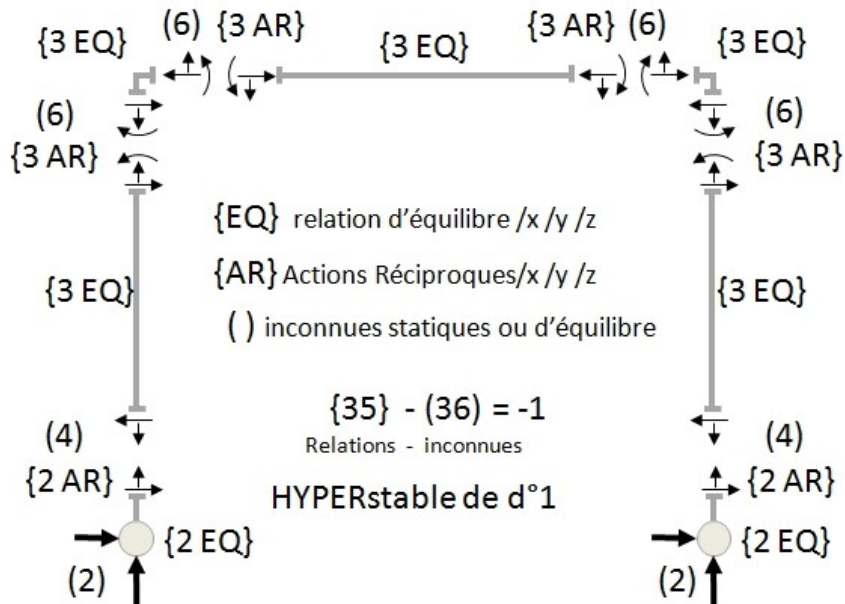 (6) {3 AR} {3 AR} (6)
{3 EQ} {3 EQ} {3 EQ}
(6) (6)
{3 AR} {3 AR}
{EQ} relation d'équilibre /x /y /z
{AR} Actions Réciproques/x /y /z
{3 EQ} {3 EQ}
( ) inconnues statiques ou d'équilibre
{35} - (36) = -1
Relations - inconnues
(4) (4)
{2 AR} {2 AR}
HYPERstable de d°1
{2 EQ} {2 EQ}
(2) (2)